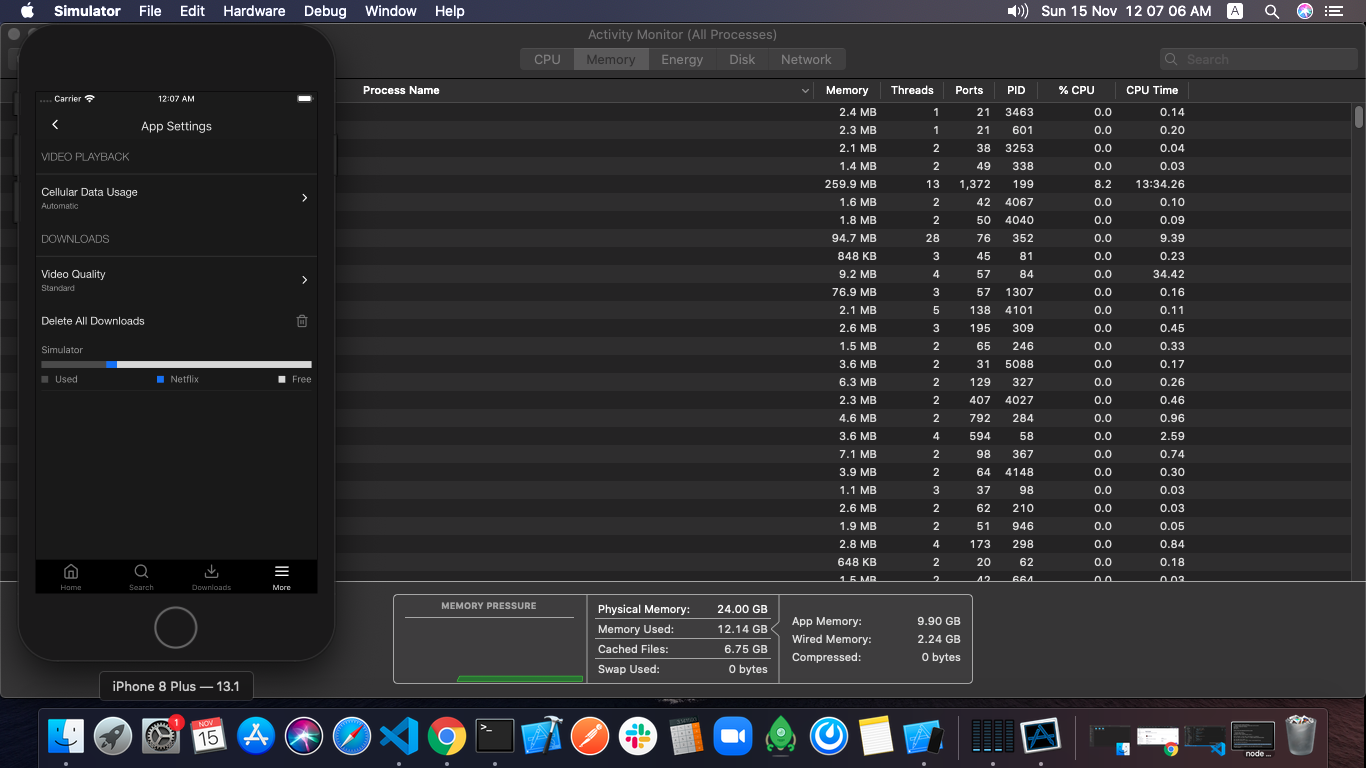 Simulator File Edit Hardware Debug Window Help Sun 15 Nov 12 07 06 AM A
Activity Monitor (All Processes)
CPU Memory Energy Disk Network Search
Process Name Memory Threads Ports PID % CPU CPU Time
2.4 MB 1 21 3463 0.0 0.14
2.3 MB 1 21 601 0.0 0.20
2.1 MB 2 38 3253 0.0 0.04
1.4 MB 2 49 338 0.0 0.03
259.9 MB 13 1,372 199 8.2 13:34.26
1.6 MB 2 42 4067 0.0 0.10
1.8 MB 2 50 4040 0.0 0.09
94.7 MB 28 76 352 0.0 9.39
848 KB 3 45 81 0.0 0.23
9.2 MB 4 57 84 0.0 34.42
76.9 MB 3 57 1307 0.0 0.16
2.1 MB 5 138 4101 0.0 0.11
2.6 MB 3 195 309 0.0 0.45
1.5 MB 2 65 246 0.0 0.33
3.6 MB 2 31 5088 0.0 0.17
6.3 MB 2 129 327 0.0 0.26
2.3 MB 2 407 4027 0.0 0.46
4.6 MB 2 792 284 0.0 0.96
3.6 MB 4 594 58 0.0 2.59
7.1 MB 2 98 367 0.0 0.74
3.9 MB 2 64 4148 0.0 0.30
1.1 MB 3 37 98 0.0 0.03
2.6 MB 2 62 210 0.0 0.03
1.9 MB 2 51 946 0.0 0.05
2.8 MB 4 173 298 0.0 0.84
648 KB 2 20 62 0.0 0.18
1.5 MB 2 42 664 0.0 0.03
Carrier 12:07 AM
App Settings
VIDEO PLAYBACK
Cellular Data Usage
Automatic
DOWNLOADS
Video Quality
Standard
Delete All Downloads
Simulator
Used Netflix Free
Home Search Downloads More
iPhone 8 Plus — 13.1
MEMORY PRESSURE
Physical Memory: 24.00 GB
Memory Used: 12.14 GB
Cached Files: 6.75 GB
Swap Used: 0 bytes
App Memory: 9.90 GB
Wired Memory: 2.24 GB
Compressed: 0 bytes
1
NOV
15
>_
node ...